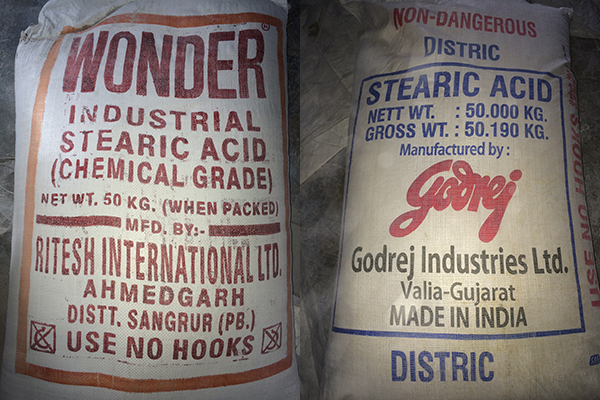 WONDER®
INDUSTRIAL
STEARIC ACID
(CHEMICAL GRADE)
NET WT. 50 KG. (WHEN PACKED)
MFD. BY:-
RITESH INTERNATIONAL LTD.
AHMEDGARH
DISTT. SANGRUR (PB.)
USE NO HOOKS
NON-DANGEROUS
DISTRIC
STEARIC ACID
NETT WT. : 50.000 KG.
GROSS WT. : 50.190 KG.
Manufactured by :
Godrej
Godrej Industries Ltd.
Valia-Gujarat
MADE IN INDIA
DISTRIC
USE NO HOOKS